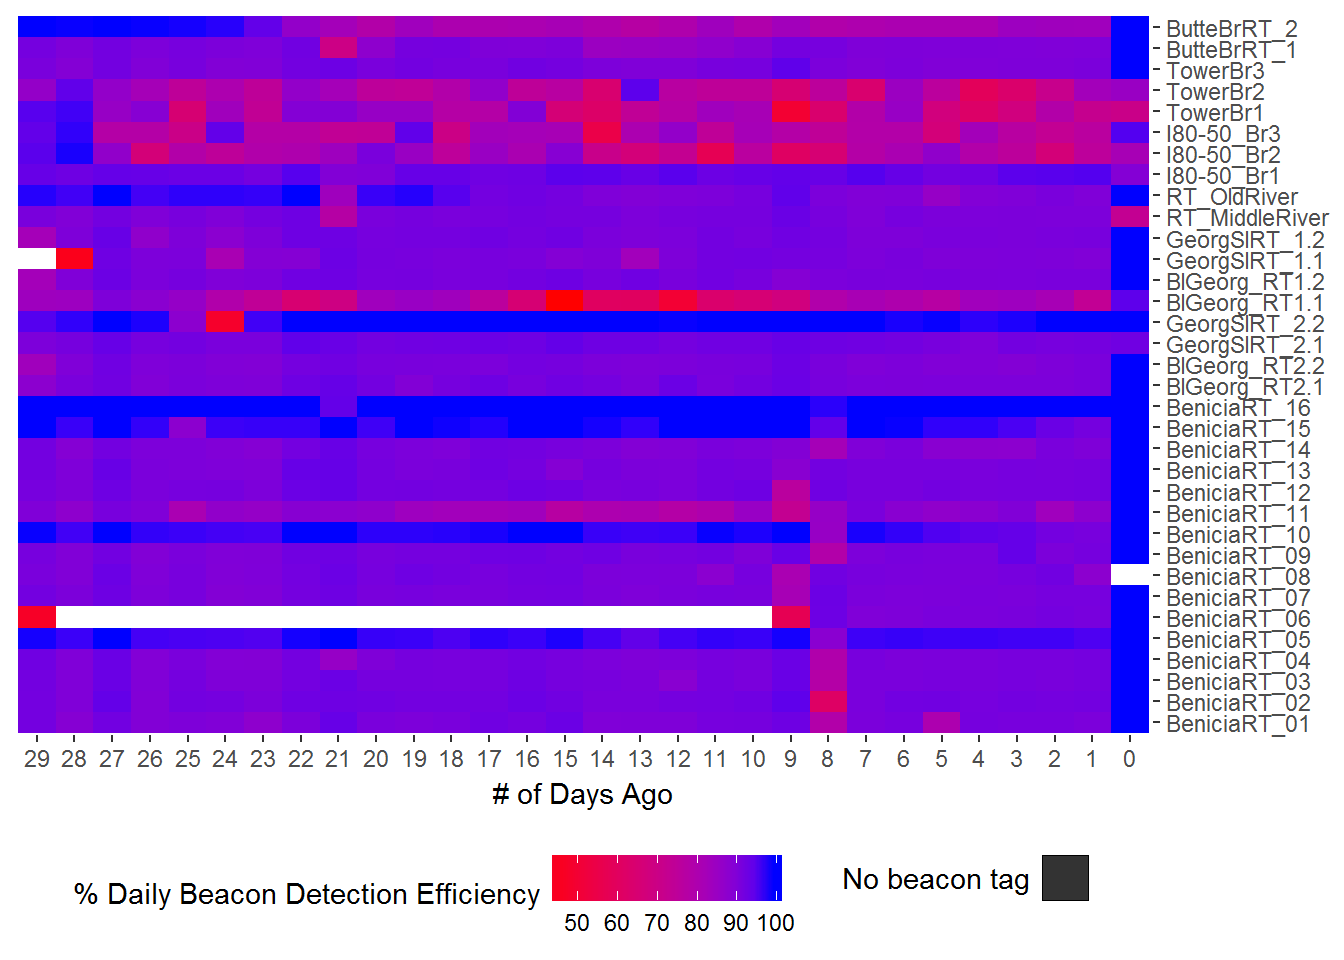 ButteBrRT_2
ButteBrRT_1
TowerBr3
TowerBr2
TowerBr1
I80-50_Br3
I80-50_Br2
I80-50_Br1
RT_OldRiver
RT_MiddleRiver
GeorgSlRT_1.2
GeorgSlRT_1.1
BlGeorg_RT1.2
BlGeorg_RT1.1
GeorgSlRT_2.2
GeorgSlRT_2.1
BlGeorg_RT2.2
BlGeorg_RT2.1
BeniciaRT_16
BeniciaRT_15
BeniciaRT_14
BeniciaRT_13
BeniciaRT_12
BeniciaRT_11
BeniciaRT_10
BeniciaRT_09
BeniciaRT_08
BeniciaRT_07
BeniciaRT_06
BeniciaRT_05
BeniciaRT_04
BeniciaRT_03
BeniciaRT_02
BeniciaRT_01
29 28 27 26 25 24 23 22 21 20 19 18 17 16 15 14 13 12 11 10 9 8 7 6 5 4 3 2 1 0
# of Days Ago
% Daily Beacon Detection Efficiency
50 60 70 80 90 100
No beacon tag